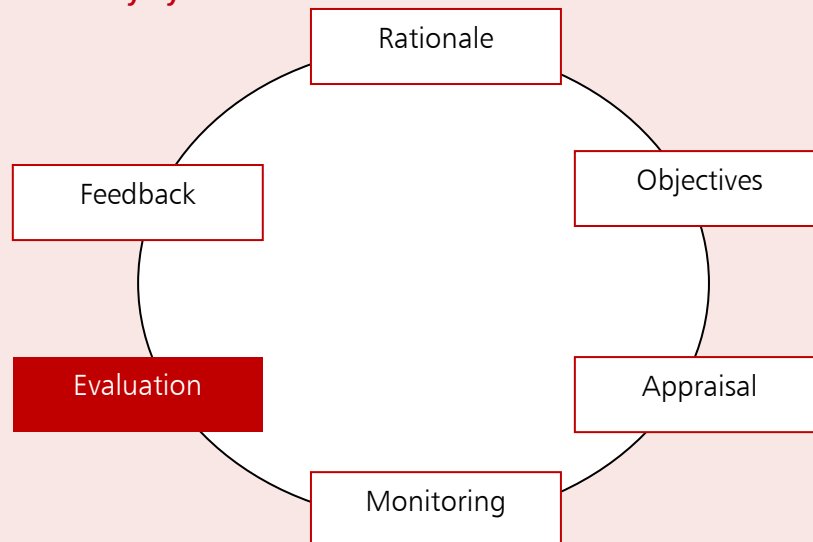 Rationale
Objectives
Feedback
Appraisal
Evaluation
Monitoring